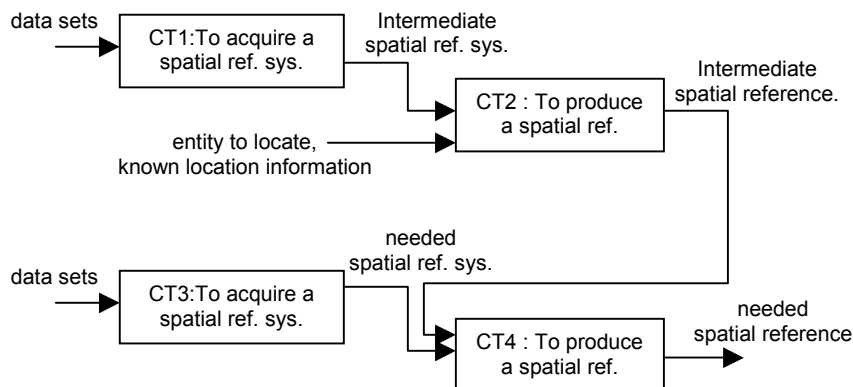 data sets
CT1:To acquire a
spatial ref. sys.
Intermediate
spatial ref. sys.
CT2 : To produce
a spatial ref.
Intermediate
spatial reference.
entity to locate,
known location information
data sets
CT3:To acquire a
spatial ref. sys.
needed
spatial ref. sys.
CT4 : To produce
a spatial ref.
needed
spatial reference